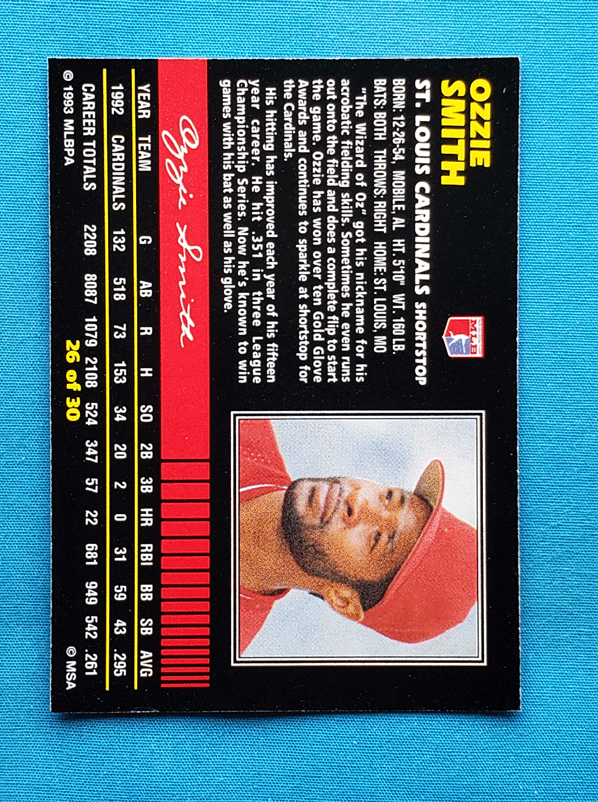 OZZIE
SMITH
ST. LOUIS CARDINALS SHORTSTOP
BORN: 12-26-54, MOBILE, AL HT. 5'10" WT. 160 LB.
BATS: BOTH THROWS: RIGHT HOME: ST. LOUIS, MO
"The Wizard of Oz" got his nickname for his
acrobatic fielding skills. Sometimes he even runs
out onto the field and does a complete flip to start
the game. Ozzie has won over ten Gold Glove
Awards and continues to sparkle at shortstop for
the Cardinals.
His hitting has improved each year of his fifteen
year career. He hit .351 in three League
Championship Series. Now he's known to win
games with his bat as well as his glove.
Ozzie Smith
YEAR TEAM G AB R H SO 2B 3B HR RBI BB SB AVG
1992 CARDINALS 132 518 73 153 34 20 2 0 31 59 43 .295
CAREER TOTALS 2208 8087 1079 2108 524 347 57 22 681 949 542 .261
© 1993 MLBPA 26 of 30 © MSA